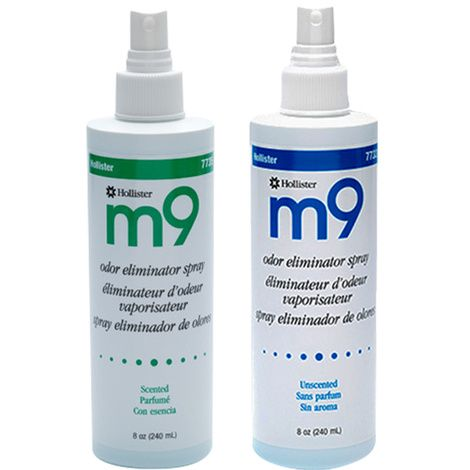 Hollister 7735
Hollister
m9
odor eliminator spray
éliminateur d'odeur
vaporisateur
spray eliminador de olores
Scented
Parfumé
Con esencia
8 oz (240 mL)
Hollister 7732
Hollister
m9
odor eliminator spray
éliminateur d'odeur
vaporisateur
spray eliminador de olores
Unscented
Sans parfum
Sin aroma
8 oz (240 mL)